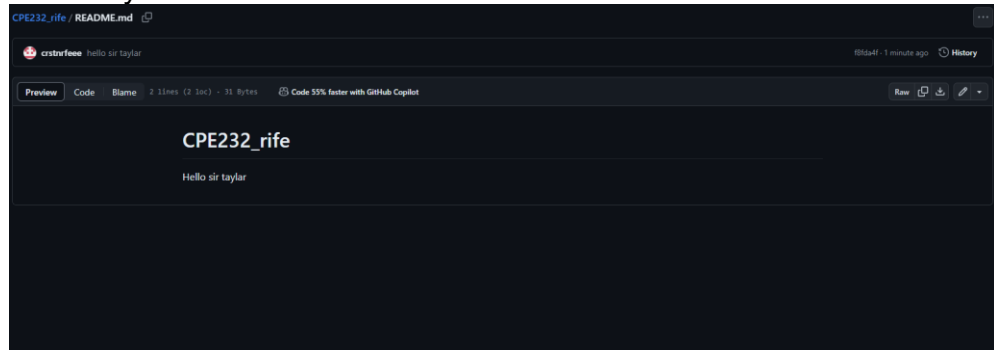 CPE232_rife / README.md
crstnrfeee hello sir taylar
f8fda4f · 1 minute ago History
Preview Code Blame 2 lines (2 loc) · 31 Bytes Code 55% faster with GitHub Copilot
Raw
CPE232_rife
Hello sir taylar